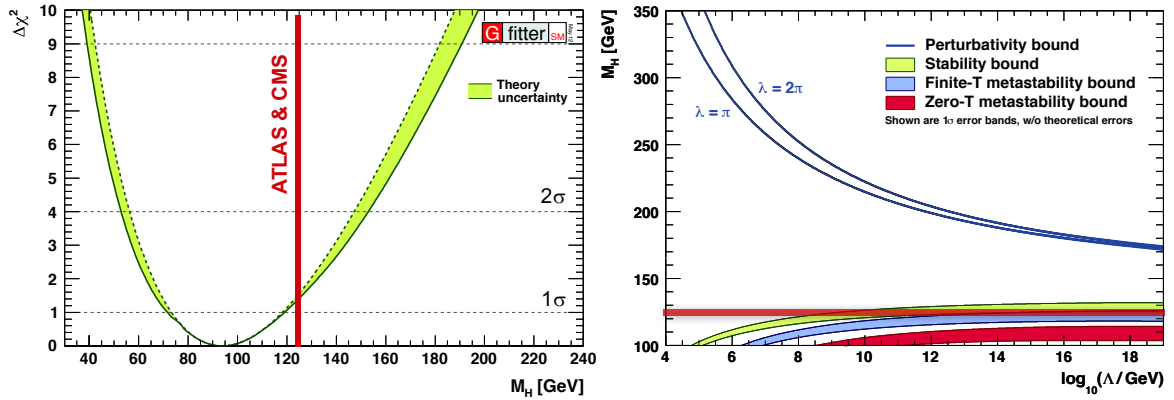 Δχ²
10
9
8
7
6
5
4
3
2
1
0
G fitter SM
May 12
Theory
uncertainty
ATLAS & CMS
2σ
1σ
40 60 80 100 120 140 160 180 200 220 240
M_H [GeV]
M_H [GeV]
350
300
250
200
150
100
Perturbativity bound
Stability bound
Finite-T metastability bound
Zero-T metastability bound
Shown are 1σ error bands, w/o theoretical errors
λ = 2π
λ = π
4 6 8 10 12 14 16 18
log₁₀(Λ / GeV)